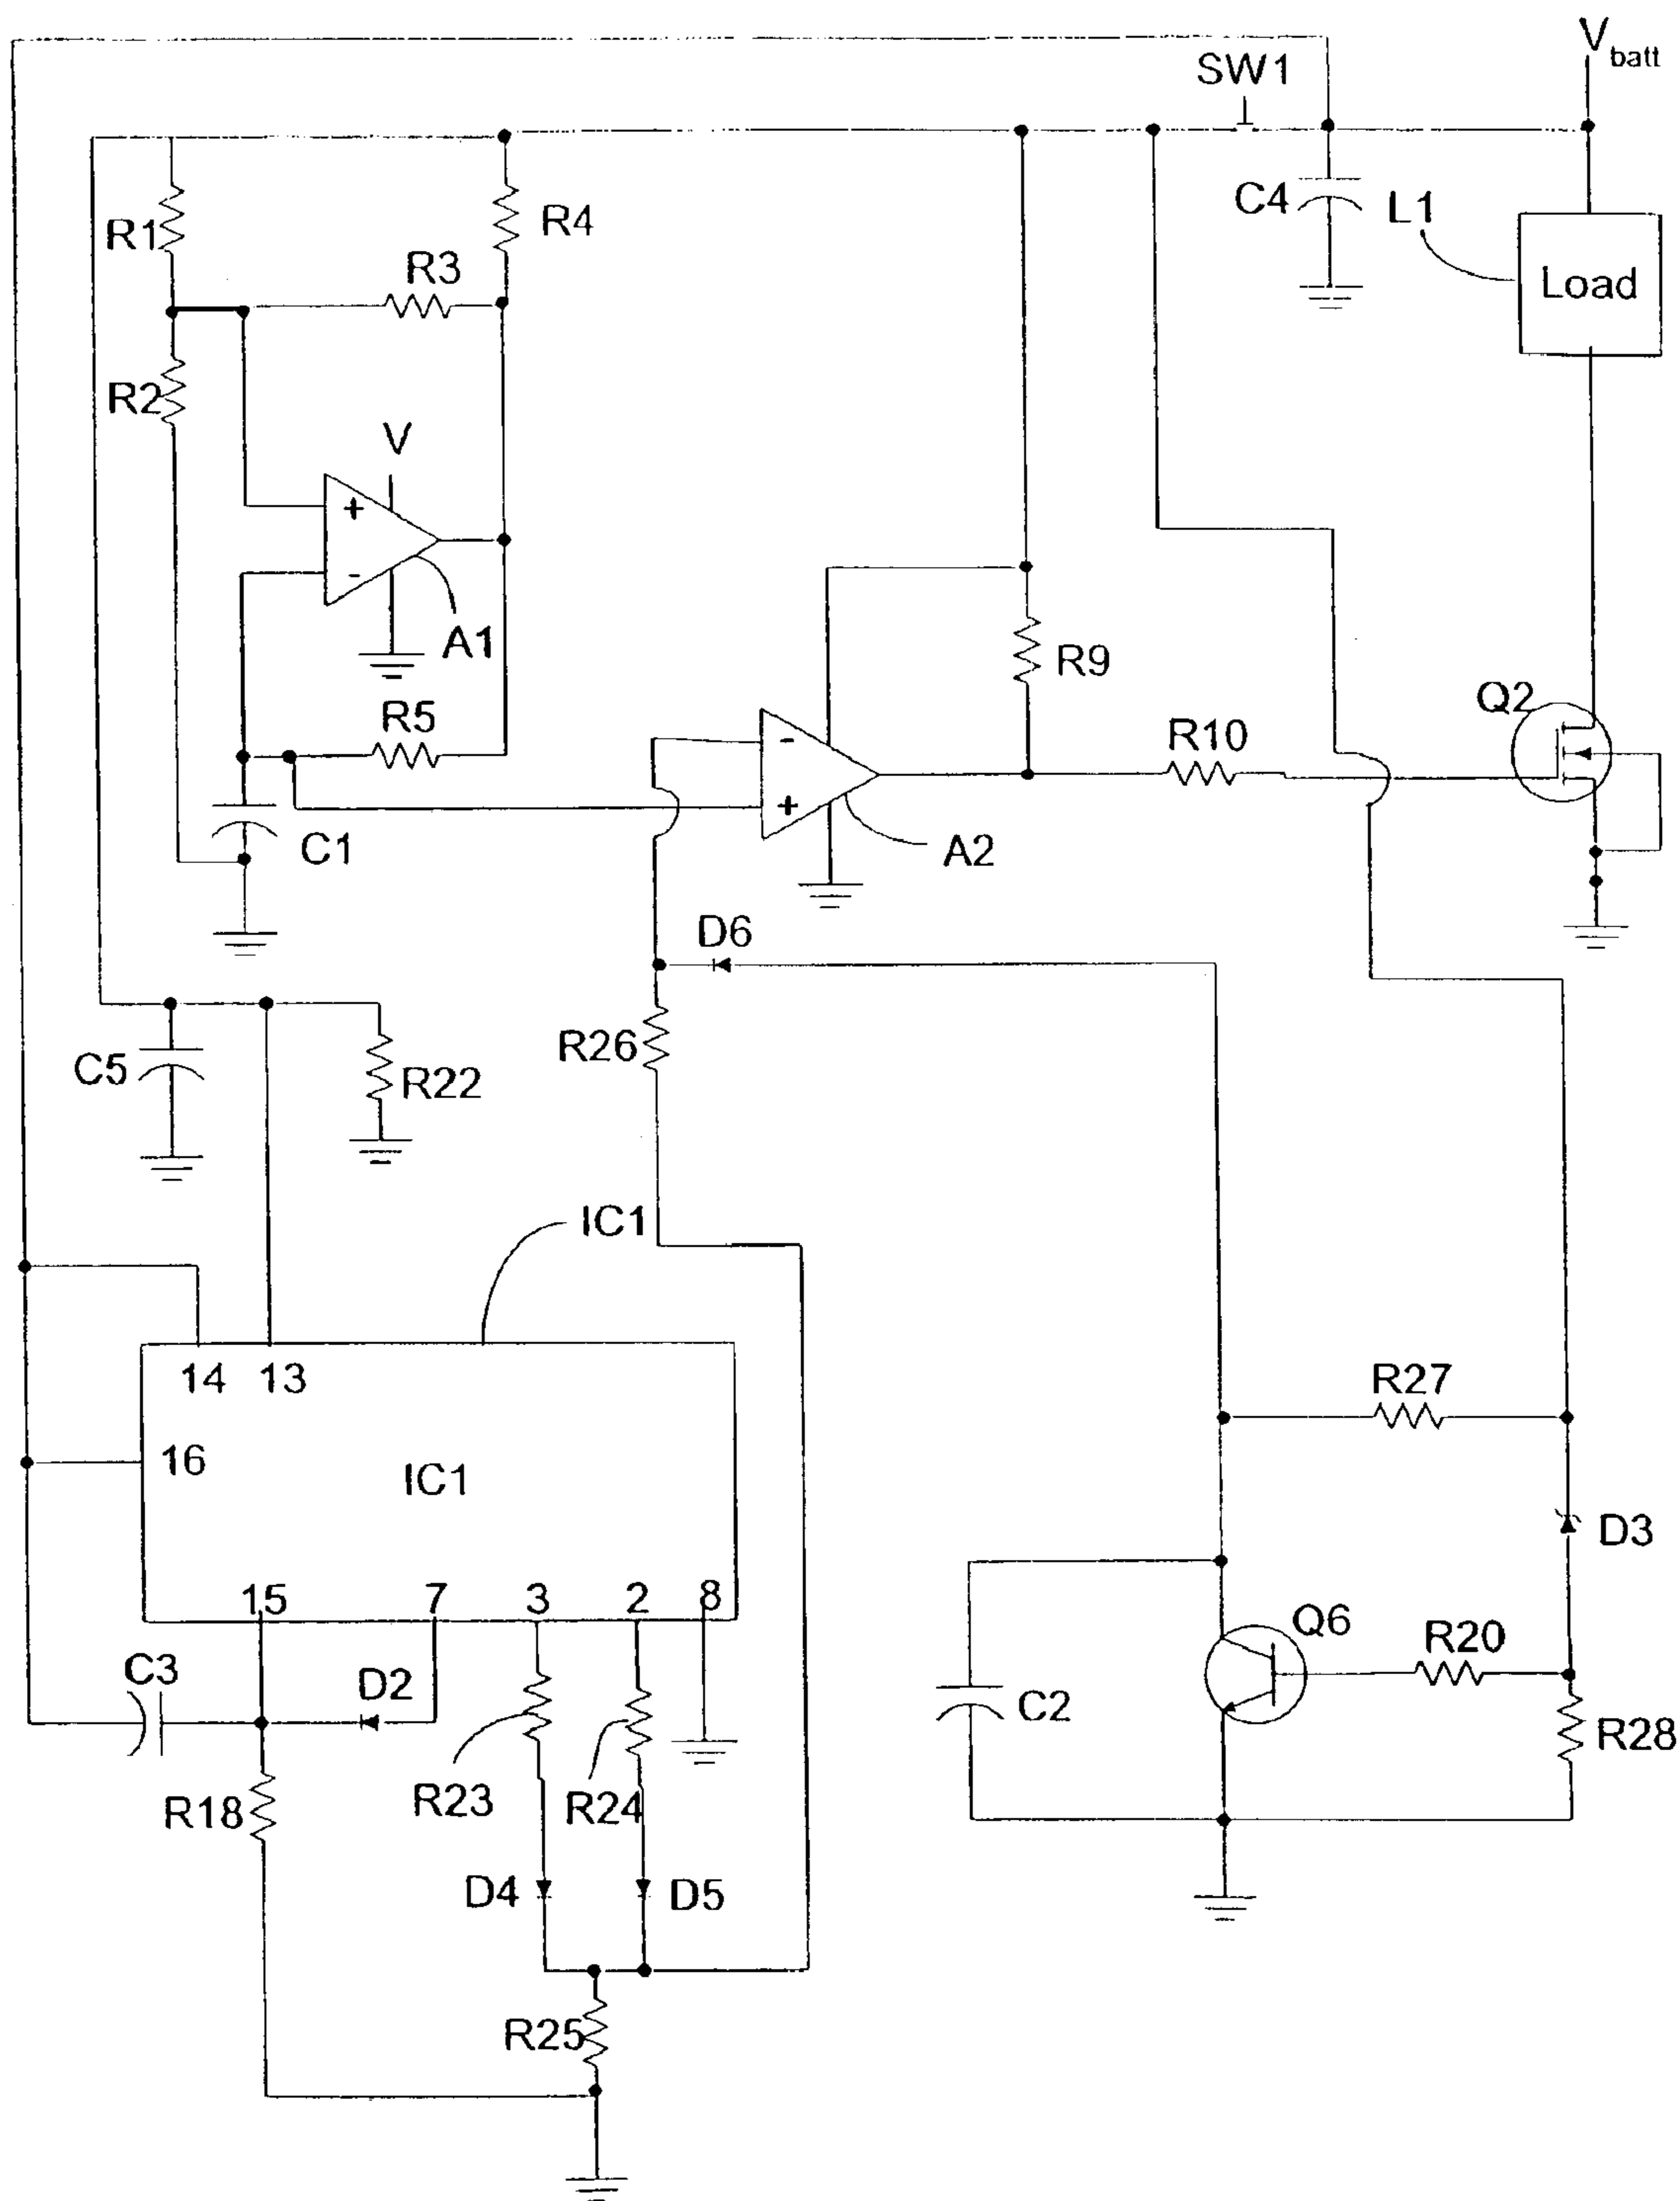 V batt
SW1
C4
L1
Load
R1
R4
R3
R2
V
+
-
A1
R5
C1
R9
-
+
A2
R10
Q2
D6
R26
C5
R22
IC1
14 13
16
IC1
15 7 3 2 8
R27
D3
C3
D2
R23
R24
R18
Q6
R20
C2
R28
D4
D5
R25